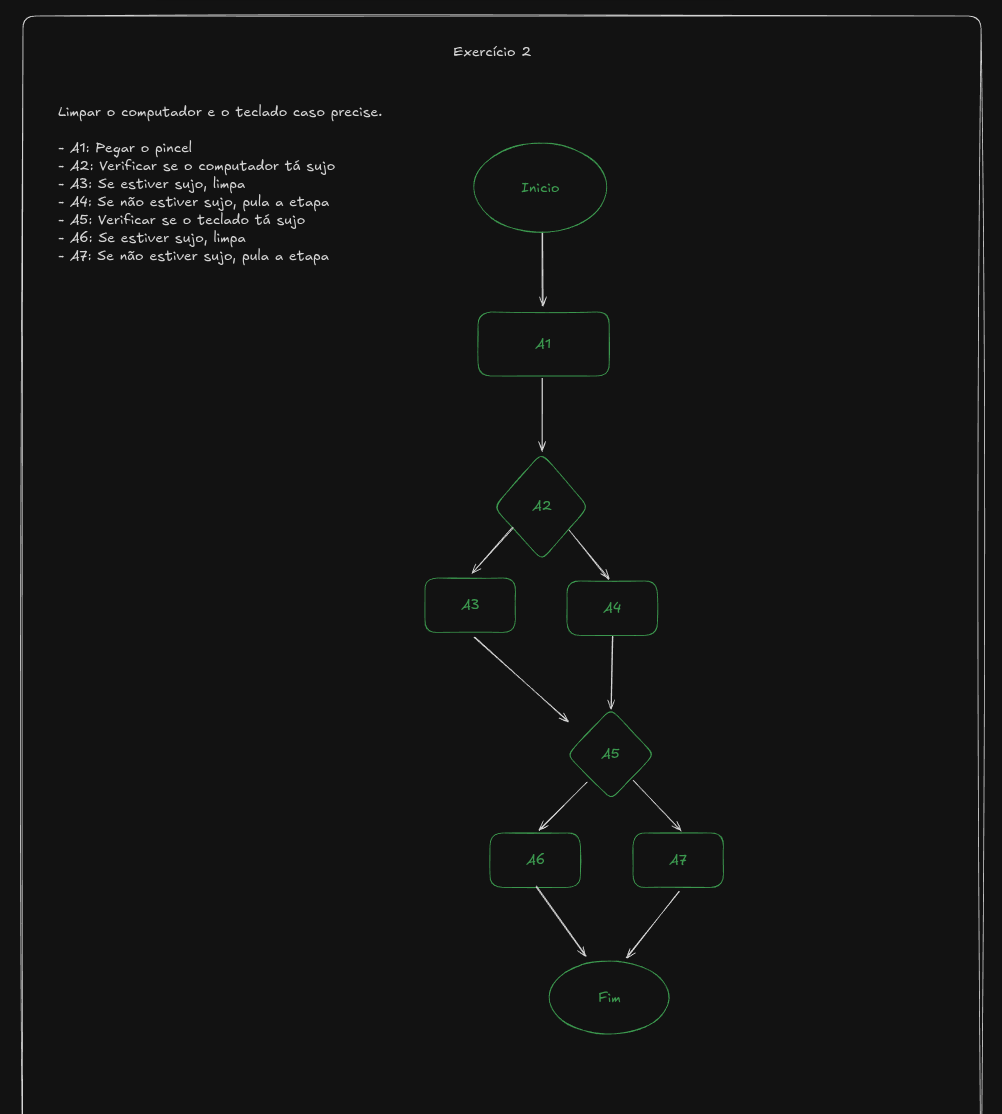 Exercício 2
Limpar o computador e o teclado caso precise.
- A1: Pegar o pincel
- A2: Verificar se o computador tá sujo
- A3: Se estiver sujo, limpa
- A4: Se não estiver sujo, pula a etapa
- A5: Verificar se o teclado tá sujo
- A6: Se estiver sujo, limpa
- A7: Se não estiver sujo, pula a etapa
Inicio
A1
A2
A3
A4
A5
A6
A7
Fim